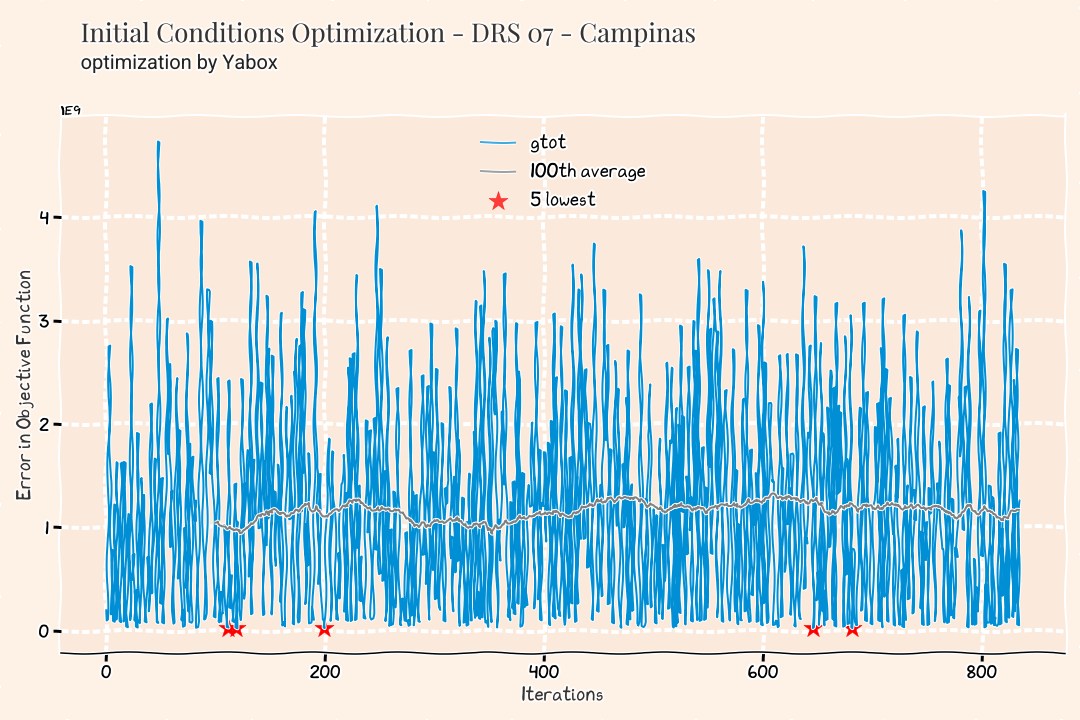 Initial Conditions Optimization - DRS 07 - Campinas
optimization by Yabox
1E9
gtot
100th average
5 lowest
4
3
2
1
0
Error in Objective Function
0 200 400 600 800
Iterations